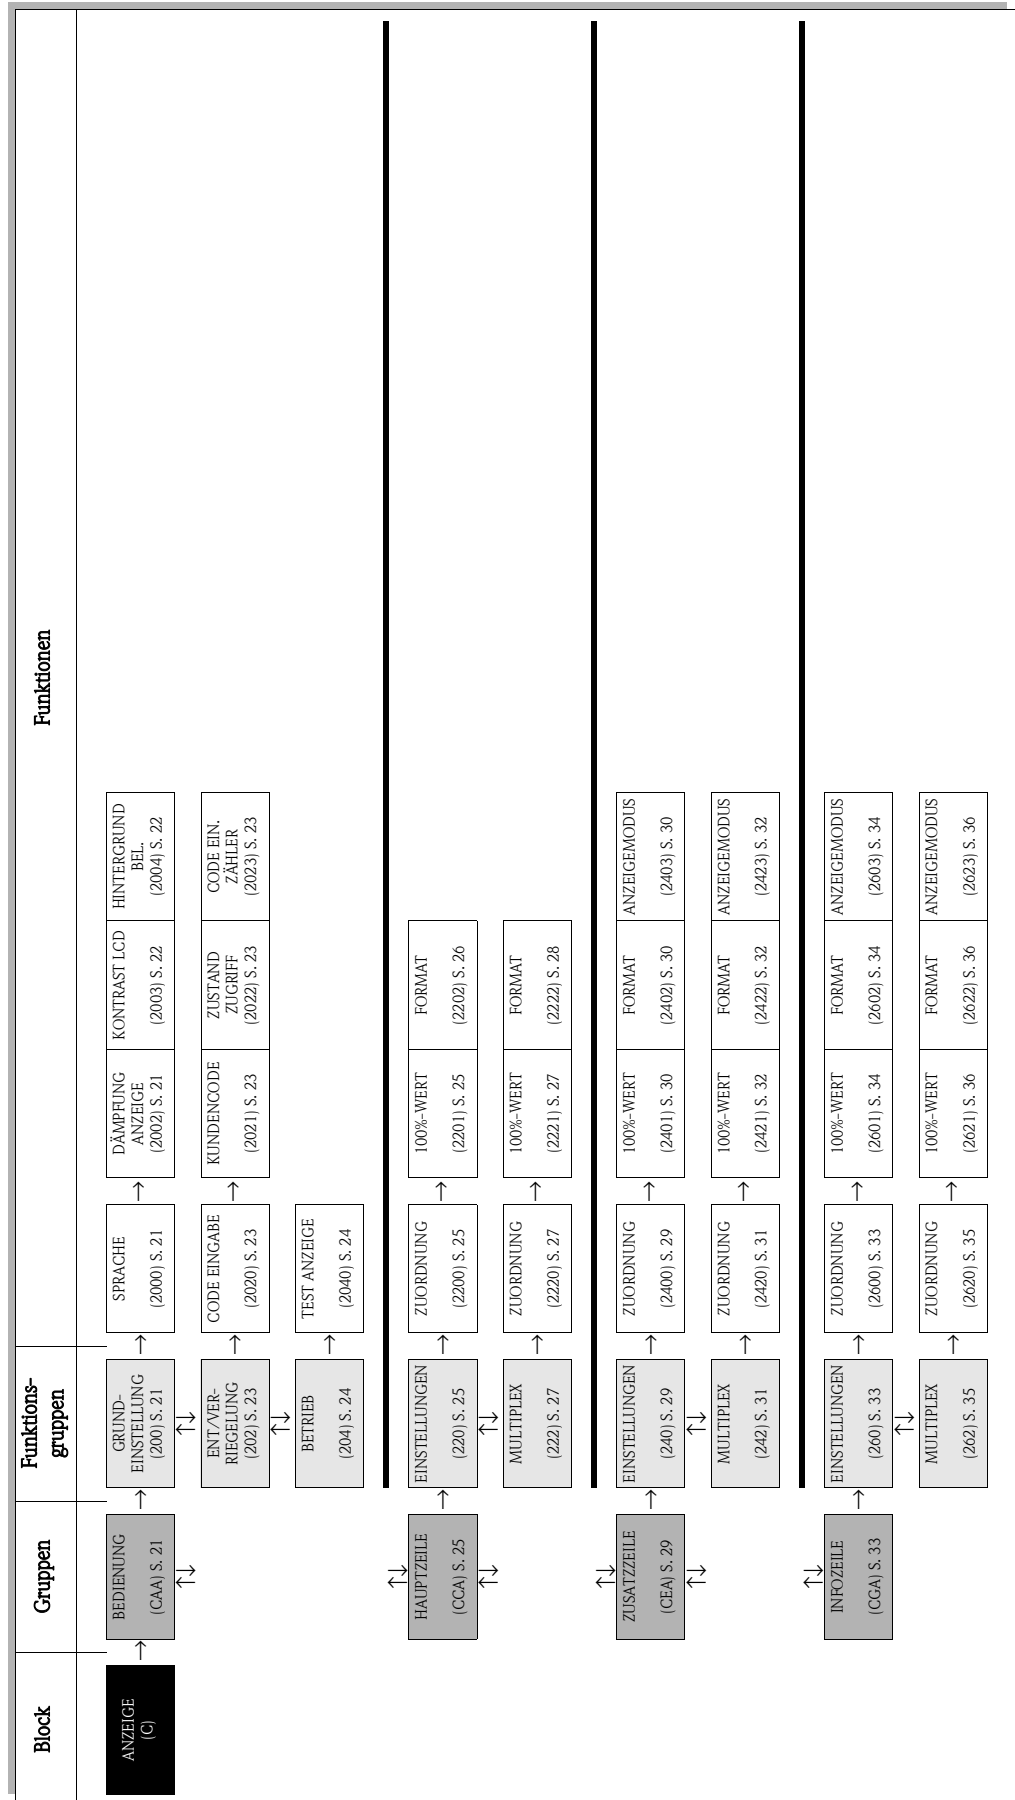 Block
Gruppen
Funktions-
gruppen
Funktionen
ANZEIGE
(C)
BEDIENUNG
(CAA) S. 21
GRUND-
EINSTELLUNG
(200) S. 21
SPRACHE
(2000) S. 21
DÄMPFUNG
ANZEIGE
(2002) S. 21
KONTRAST LCD
(2003) S. 22
HINTERGRUND
BEL.
(2004) S. 22
ENT/VER-
RIEGELUNG
(202) S. 23
CODE EINGABE
(2020) S. 23
KUNDENCODE
(2021) S. 23
ZUSTAND
ZUGRIFF
(2022) S. 23
CODE EIN.
ZÄHLER
(2023) S. 23
BETRIEB
(204) S. 24
TEST ANZEIGE
(2040) S. 24
HAUPTZEILE
(CCA) S. 25
EINSTELLUNGEN
(220) S. 25
ZUORDNUNG
(2200) S. 25
100%-WERT
(2201) S. 25
FORMAT
(2202) S. 26
MULTIPLEX
(222) S. 27
ZUORDNUNG
(2220) S. 27
100%-WERT
(2221) S. 27
FORMAT
(2222) S. 28
ZUSATZZEILE
(CEA) S. 29
EINSTELLUNGEN
(240) S. 29
ZUORDNUNG
(2400) S. 29
100%-WERT
(2401) S. 30
FORMAT
(2402) S. 30
ANZEIGEMODUS
(2403) S. 30
MULTIPLEX
(242) S. 31
ZUORDNUNG
(2420) S. 31
100%-WERT
(2421) S. 32
FORMAT
(2422) S. 32
ANZEIGEMODUS
(2423) S. 32
INFOZEILE
(CGA) S. 33
EINSTELLUNGEN
(260) S. 33
ZUORDNUNG
(2600) S. 33
100%-WERT
(2601) S. 34
FORMAT
(2602) S. 34
ANZEIGEMODUS
(2603) S. 34
MULTIPLEX
(262) S. 35
ZUORDNUNG
(2620) S. 35
100%-WERT
(2621) S. 36
FORMAT
(2622) S. 36
ANZEIGEMODUS
(2623) S. 36